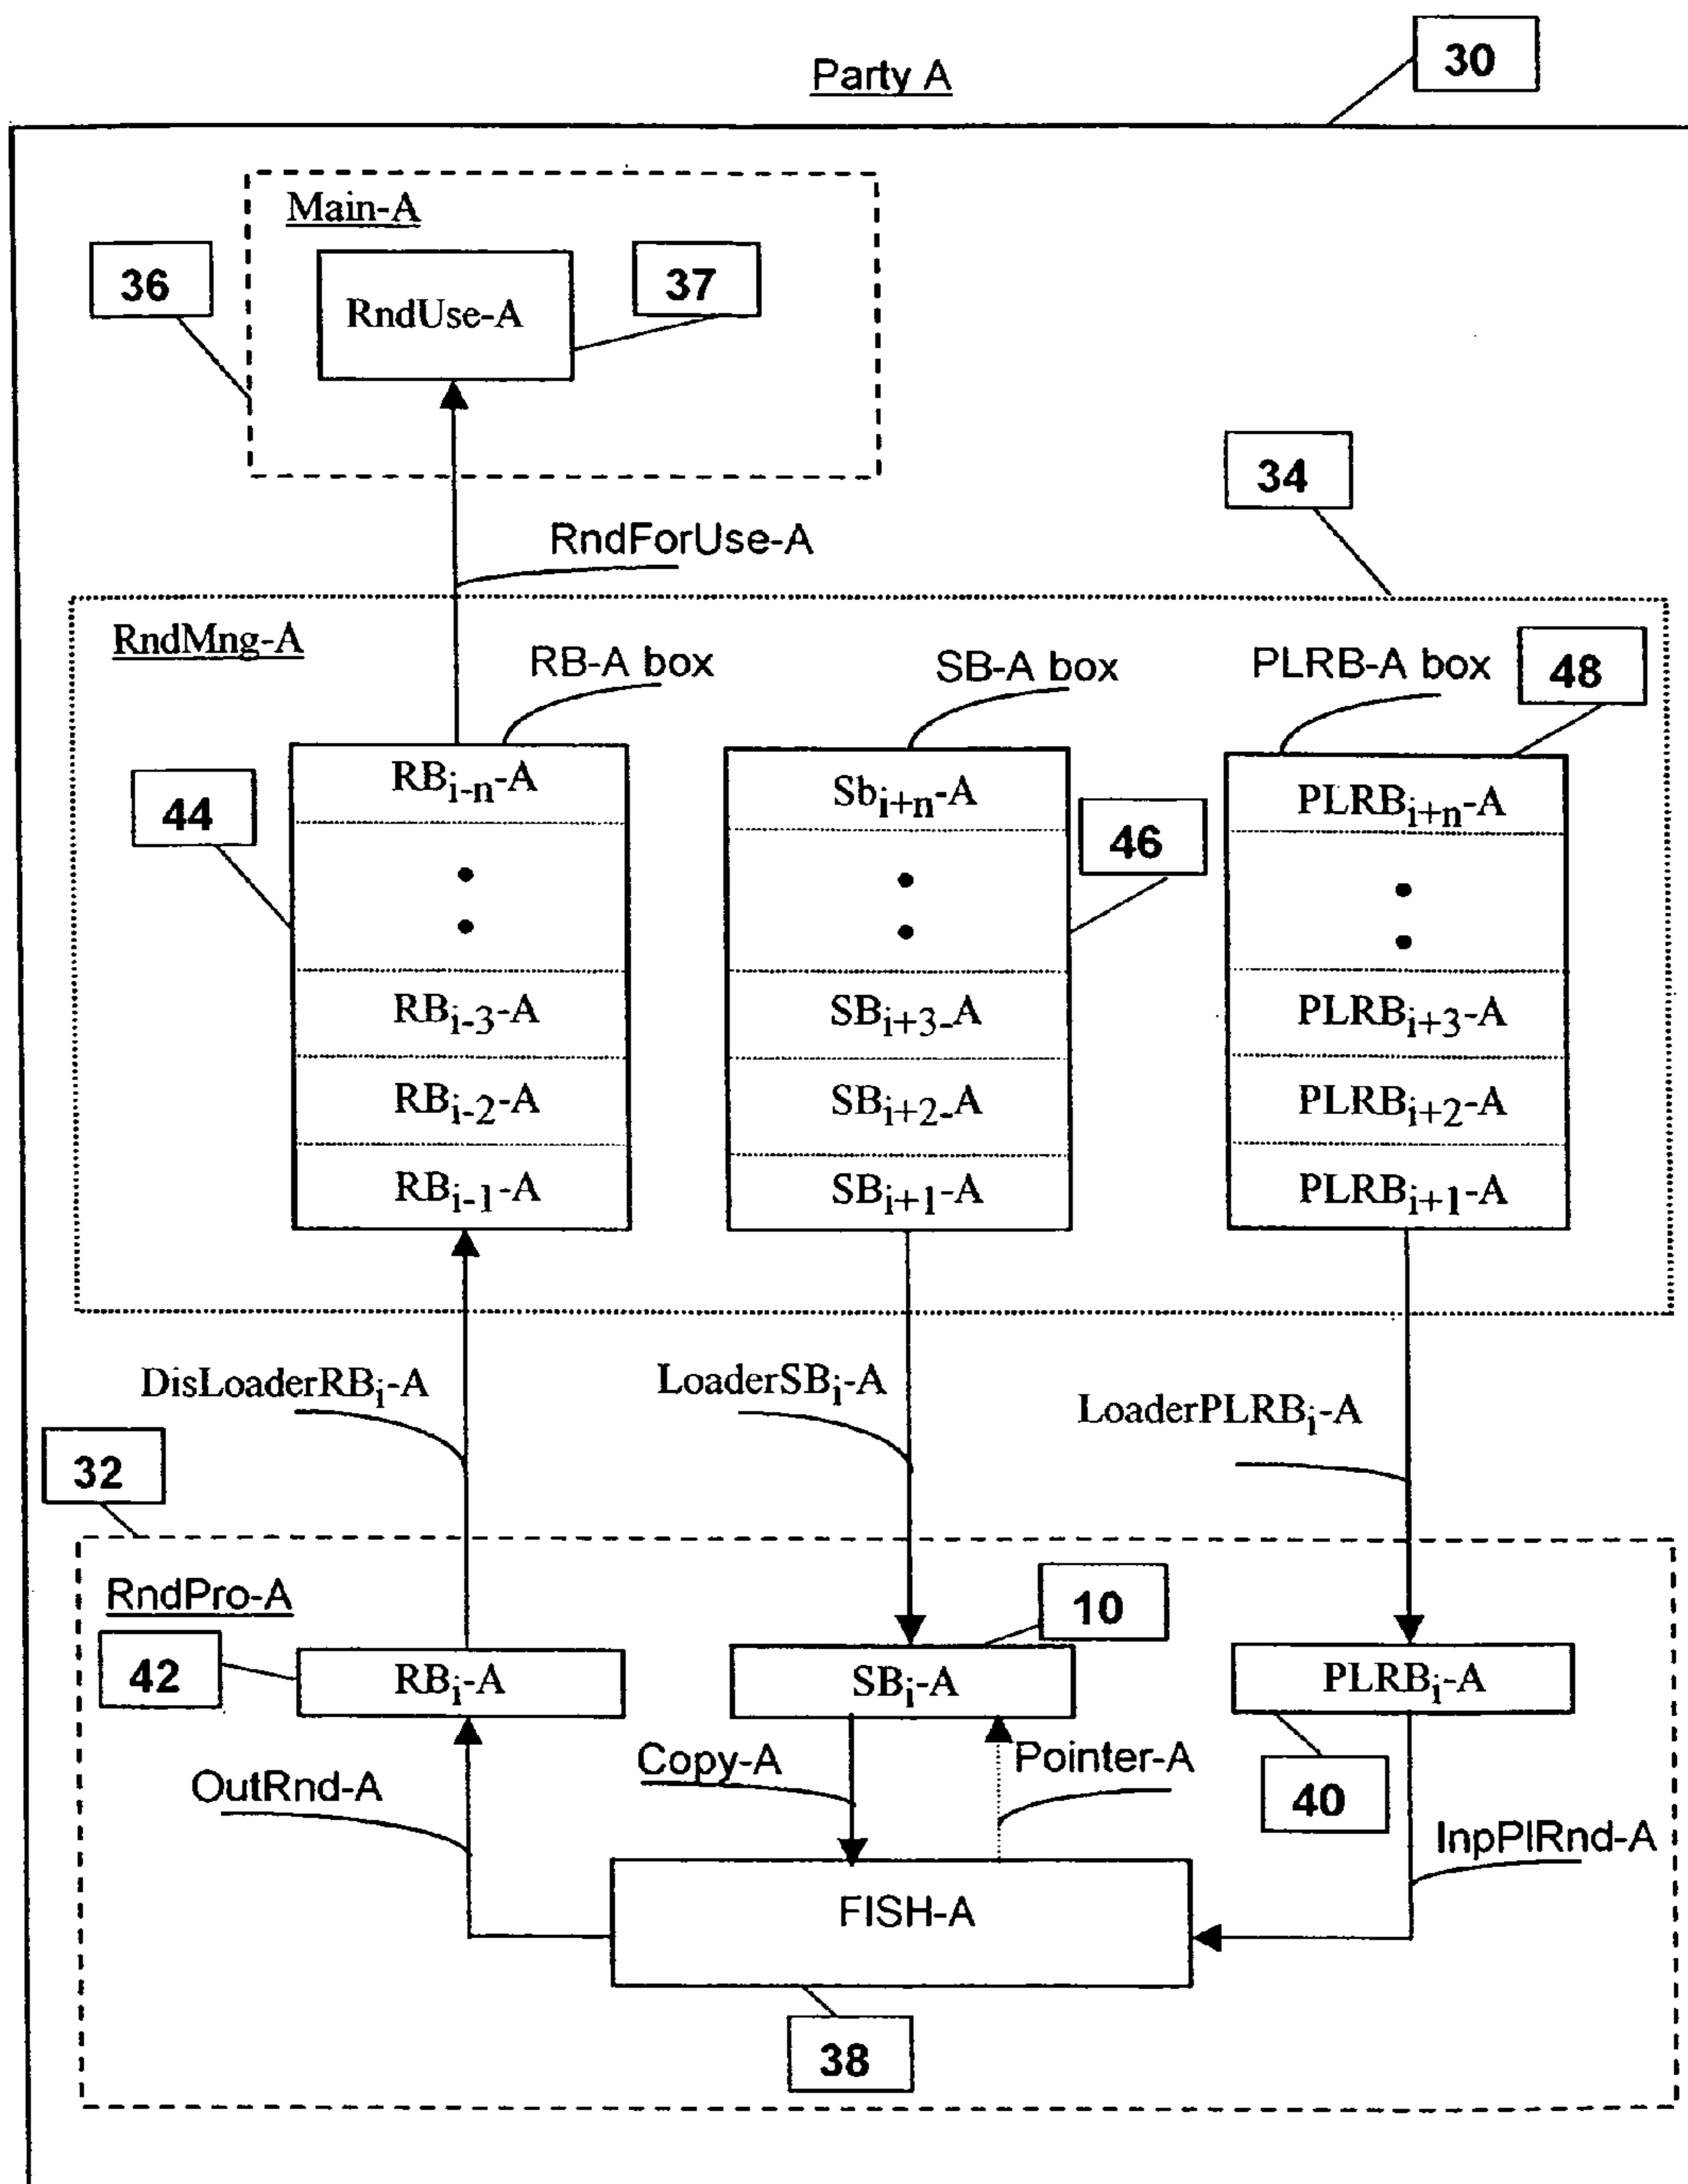 Party A
30
Main-A
36
RndUse-A
37
RndForUse-A
34
RndMng-A
RB-A box
SB-A box
PLRB-A box
48
44
46
RBi-n-A
Sbi+n-A
PLRBi+n-A
RBi-3-A
SBi+3-A
PLRBi+3-A
RBi-2-A
SBi+2-A
PLRBi+2-A
RBi-1-A
SBi+1-A
PLRBi+1-A
DisLoaderRBi-A
LoaderSBi-A
LoaderPLRBi-A
32
RndPro-A
10
42
RBi-A
SBi-A
PLRBi-A
OutRnd-A
Copy-A
Pointer-A
40
InpPlRnd-A
FISH-A
38